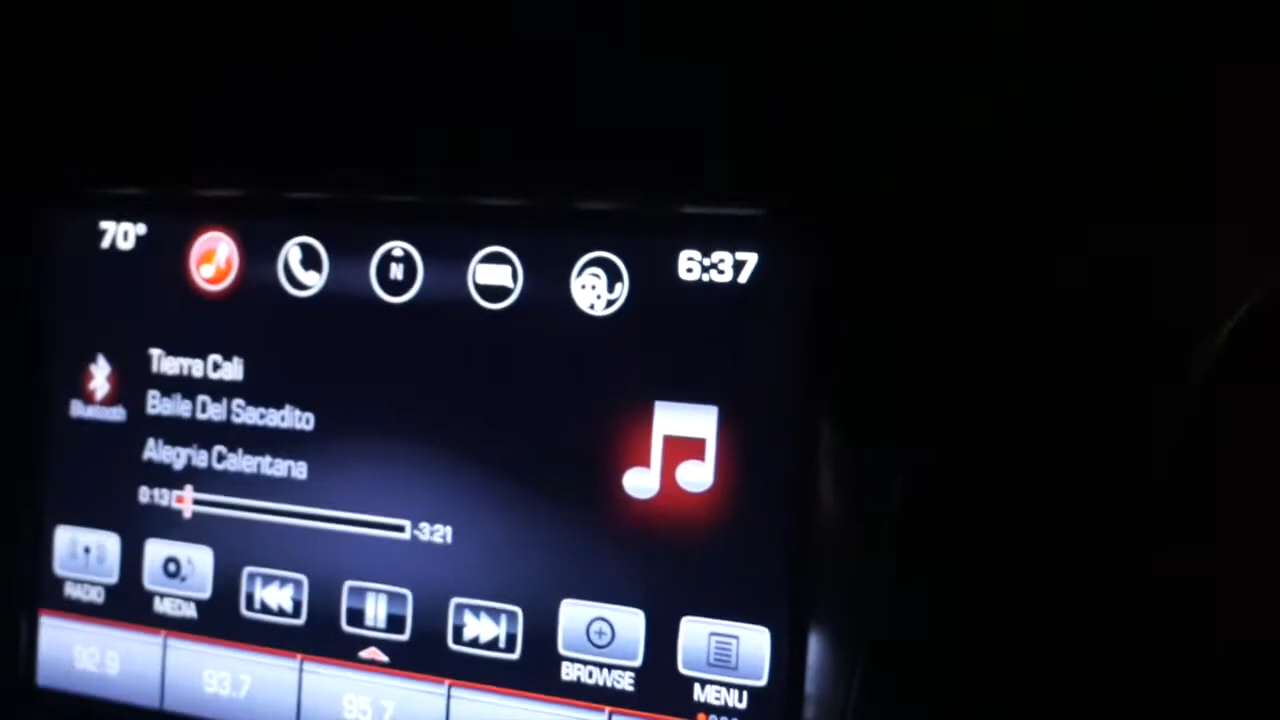 70°
N
6:37
Tierra Cali
Bluetooth
Baile Del Sacadito
Alegria Calentana
0:13
-3:21
RADIO
MEDIA
BROWSE
MENU
92.9
93.7
95.7